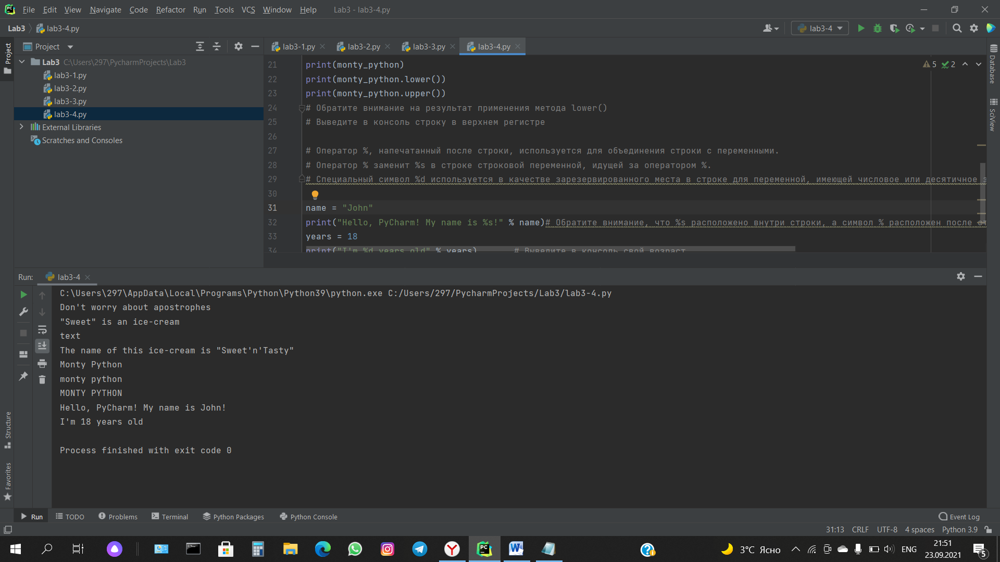 File Edit View Navigate Code Refactor Run Tools VCS Window Help Lab3 - lab3-4.py
Lab3 lab3-4.py lab3-4
Project
Project
Lab3 C:\Users\297\PycharmProjects\Lab3
lab3-1.py
lab3-2.py
lab3-3.py
lab3-4.py
External Libraries
Scratches and Consoles
lab3-1.py lab3-2.py lab3-3.py lab3-4.py
5 2
21 print(monty_python)
22 print(monty_python.lower())
23 print(monty_python.upper())
24 # Обратите внимание на результат применения метода lower()
25 # Выведите в консоль строку в верхнем регистре
26
27 # Оператор %, напечатанный после строки, используется для объединения строки с переменными.
28 # Оператор % заменит %s в строке строковой переменной, идущей за оператором %.
29 # Специальный символ %d используется в качестве зарезервированного места в строке для переменной, имеющей числовое или десятичное з
30
31 name = "John"
32 print("Hello, PyCharm! My name is %s!" % name)# Обратите внимание, что %s расположено внутри строки, а символ % расположен после ст
33 years = 18
34 print("I'm %d years old" % years) # Выведите в консоль свой возраст
Database
SciView
Run: lab3-4
C:\Users\297\AppData\Local\Programs\Python\Python39\python.exe C:/Users/297/PycharmProjects/Lab3/lab3-4.py
Don't worry about apostrophes
"Sweet" is an ice-cream
text
The name of this ice-cream is "Sweet'n'Tasty"
Monty Python
monty python
MONTY PYTHON
Hello, PyCharm! My name is John!
I'm 18 years old
Process finished with exit code 0
Structure
Favorites
Run TODO Problems Terminal Python Packages Python Console Event Log
31:13 CRLF UTF-8 4 spaces Python 3.9
3°C Ясно ENG 21:51
23.09.2021 5